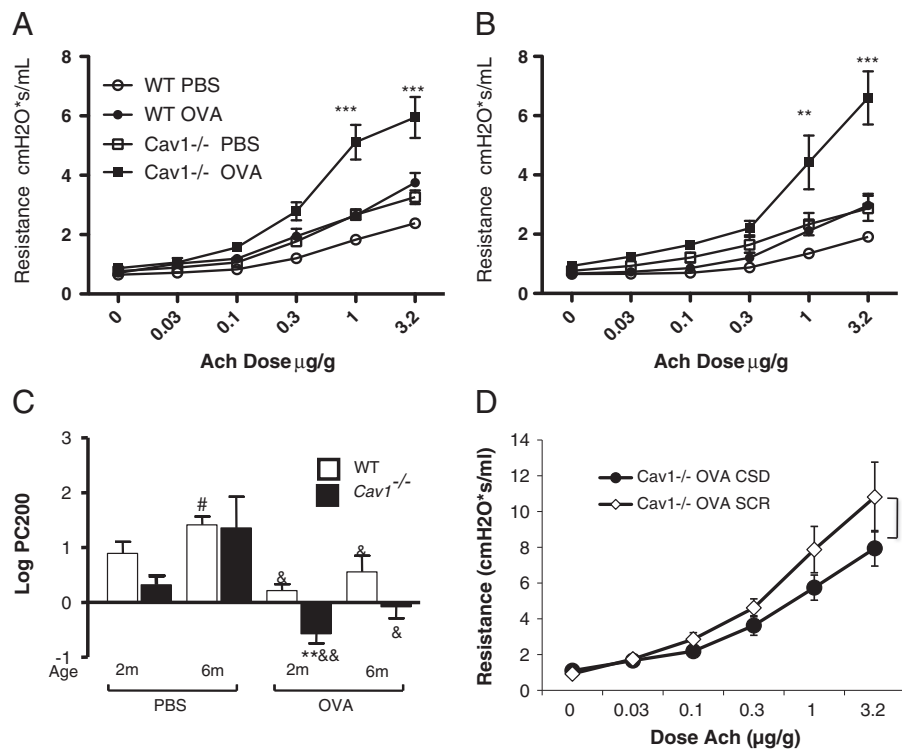 A
Resistance cmH2O*s/mL
8
6
4
2
0
WT PBS
WT OVA
Cav1-/- PBS
Cav1-/- OVA
***
***
0
0.03
0.1
0.3
1
3.2
Ach Dose μg/g
B
Resistance cmH2O*s/mL
8
6
4
2
0
**
***
0
0.03
0.1
0.3
1
3.2
Ach Dose μg/g
C
Log PC200
3
2
1
0
-1
WT
Cav1-/-
#
&
&
**&&
&
Age
2m
6m
2m
6m
PBS
OVA
D
Resistance (cmH2O*s/ml)
14
12
10
8
6
4
2
0
Cav1-/- OVA CSD
Cav1-/- OVA SCR
0
0.03
0.1
0.3
1
3.2
Dose Ach (μg/g)